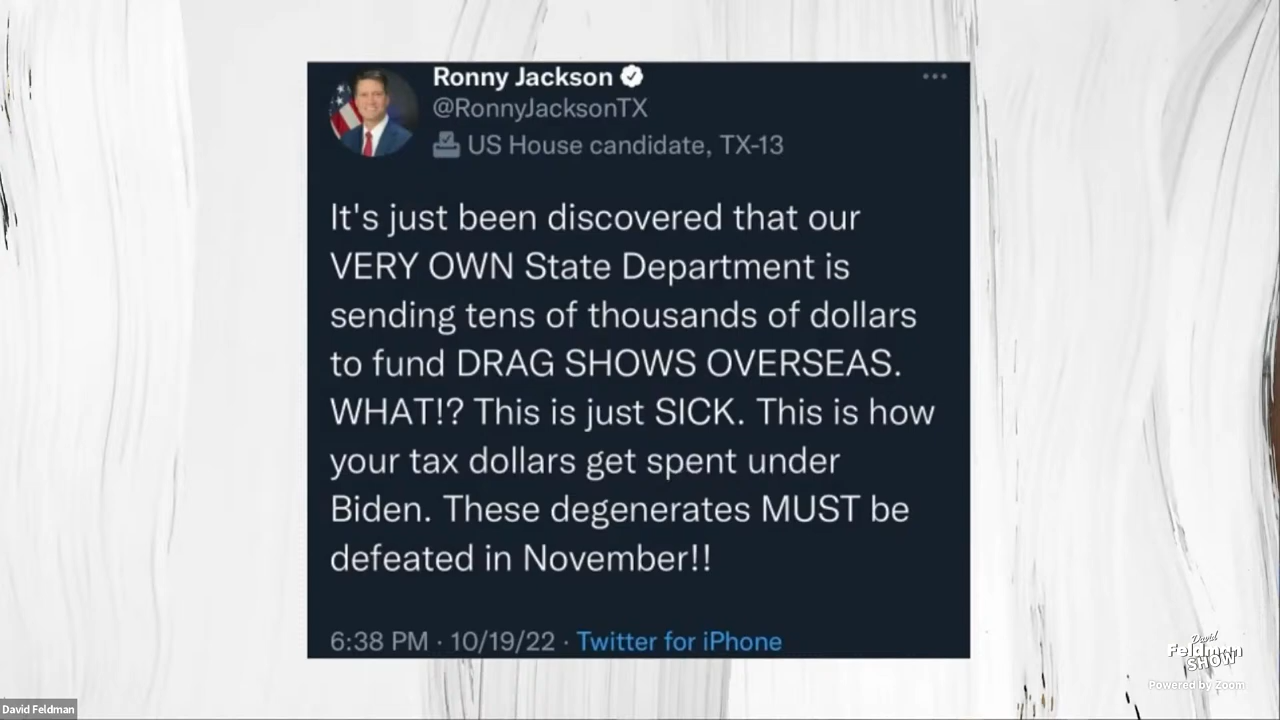 Ronny Jackson
@RonnyJacksonTX
US House candidate, TX-13
It's just been discovered that our
VERY OWN State Department is
sending tens of thousands of dollars
to fund DRAG SHOWS OVERSEAS.
WHAT!? This is just SICK. This is how
your tax dollars get spent under
Biden. These degenerates MUST be
defeated in November!!
6:38 PM · 10/19/22 · Twitter for iPhone
David
Feldman
SHOW
Powered by Zoom
David Feldman